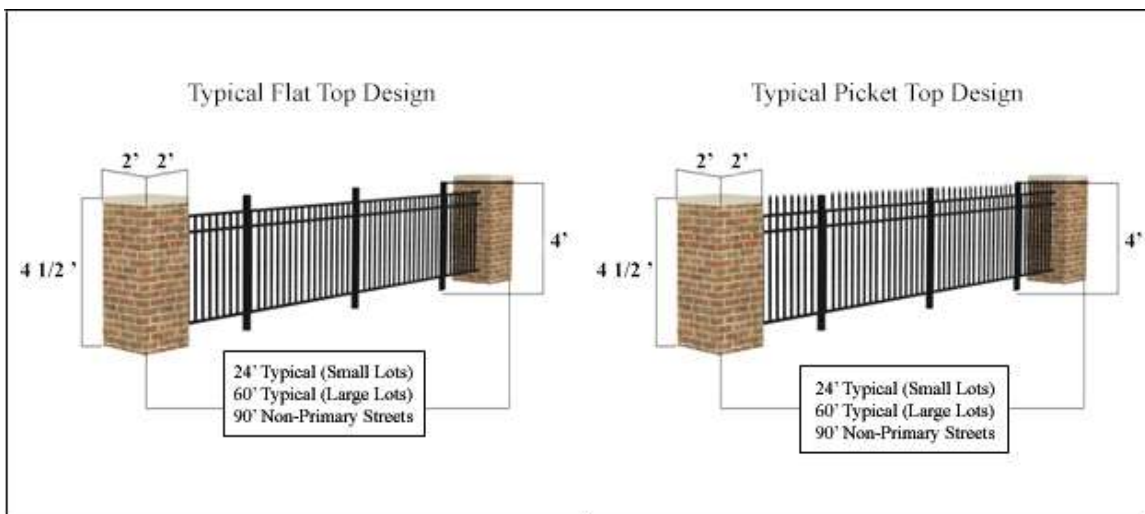 Typical Flat Top Design
2’ 2’
4 1/2 ’
4’
24’ Typical (Small Lots)
60’ Typical (Large Lots)
90’ Non-Primary Streets
Typical Picket Top Design
2’ 2’
4 1/2 ’
4’
24’ Typical (Small Lots)
60’ Typical (Large Lots)
90’ Non-Primary Streets